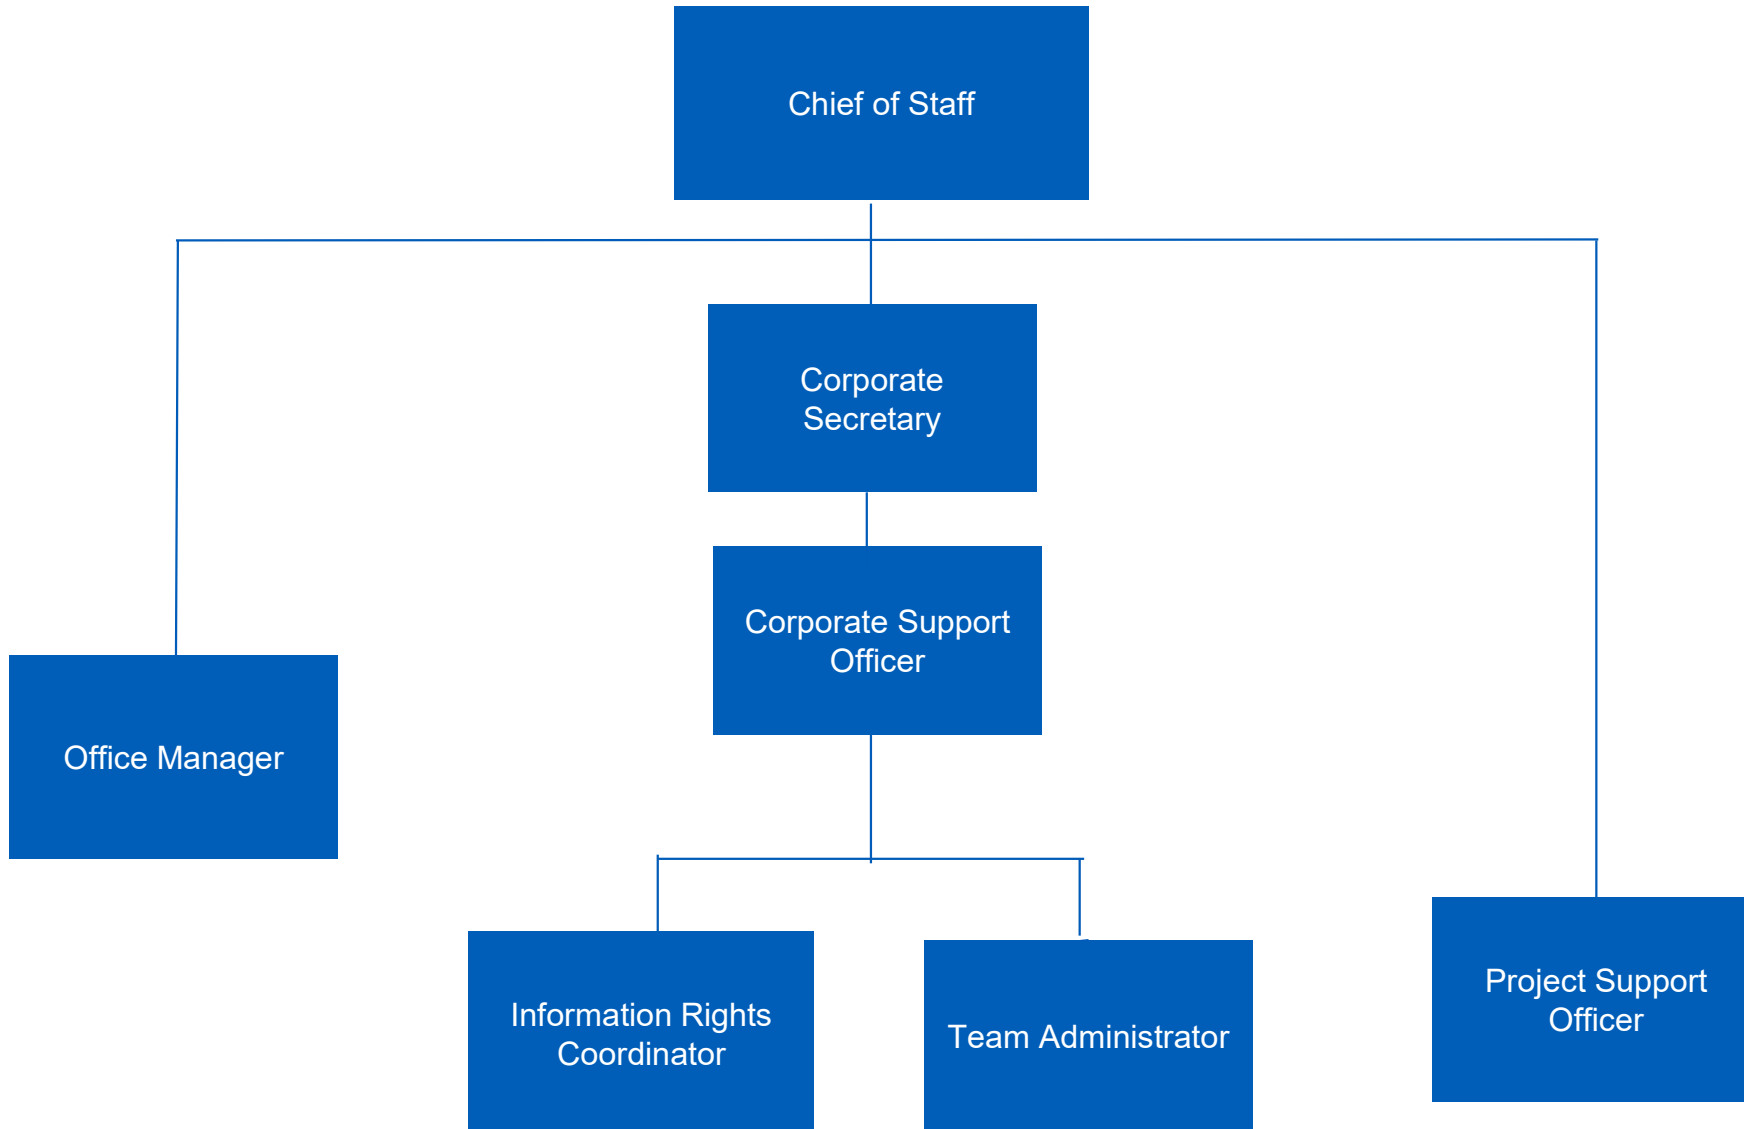 Chief of Staff
Corporate
Secretary
Corporate Support
Officer
Office Manager
Information Rights
Coordinator
Team Administrator
Project Support
Officer